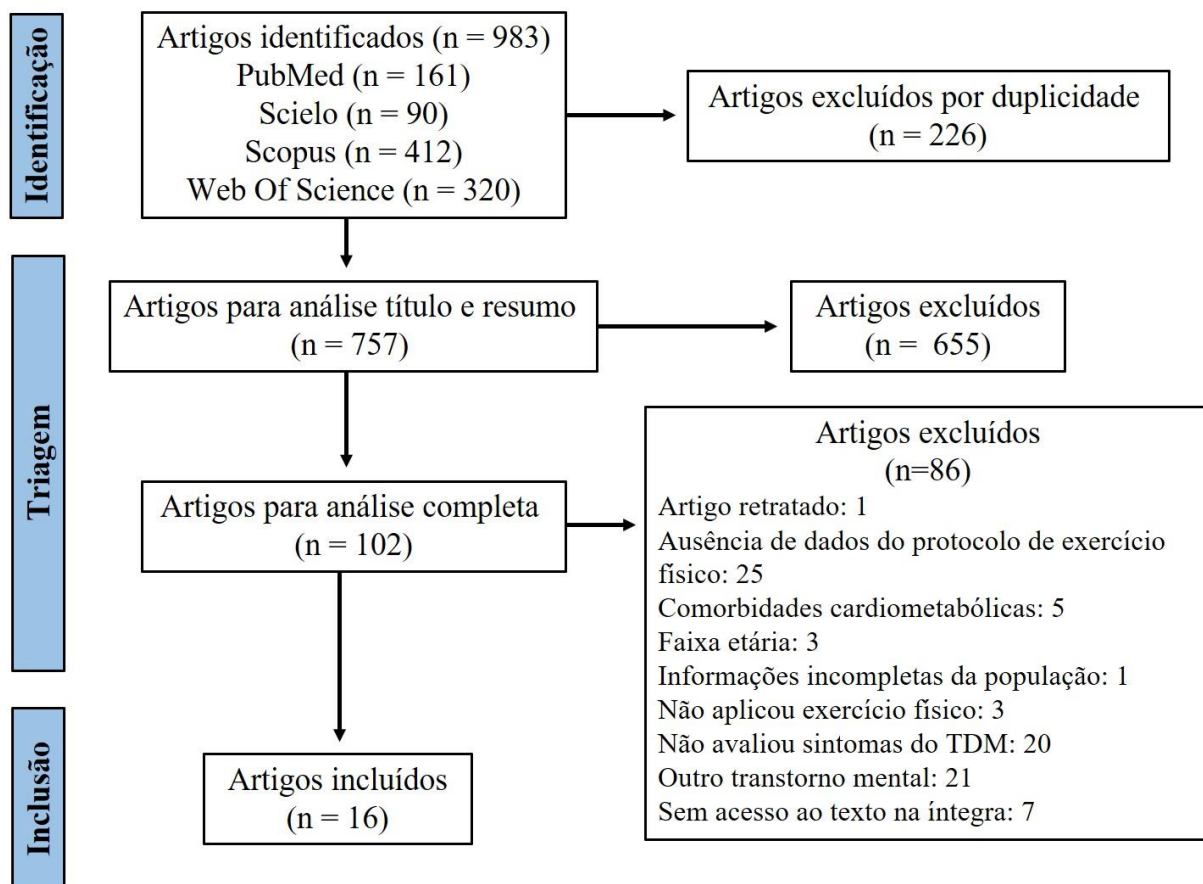 Identificação
Artigos identificados (n = 983)
PubMed (n = 161)
Scielo (n = 90)
Scopus (n = 412)
Web Of Science (n = 320)
Artigos excluídos por duplicidade
(n = 226)
Triagem
Artigos para análise título e resumo
(n = 757)
Artigos excluídos
(n = 655)
Artigos para análise completa
(n = 102)
Artigos excluídos
(n=86)
Artigo retratado: 1
Ausência de dados do protocolo de exercício
físico: 25
Comorbidades cardiometabólicas: 5
Faixa etária: 3
Informações incompletas da população: 1
Não aplicou exercício físico: 3
Não avaliou sintomas do TDM: 20
Outro transtorno mental: 21
Sem acesso ao texto na íntegra: 7
Inclusão
Artigos incluídos
(n = 16)